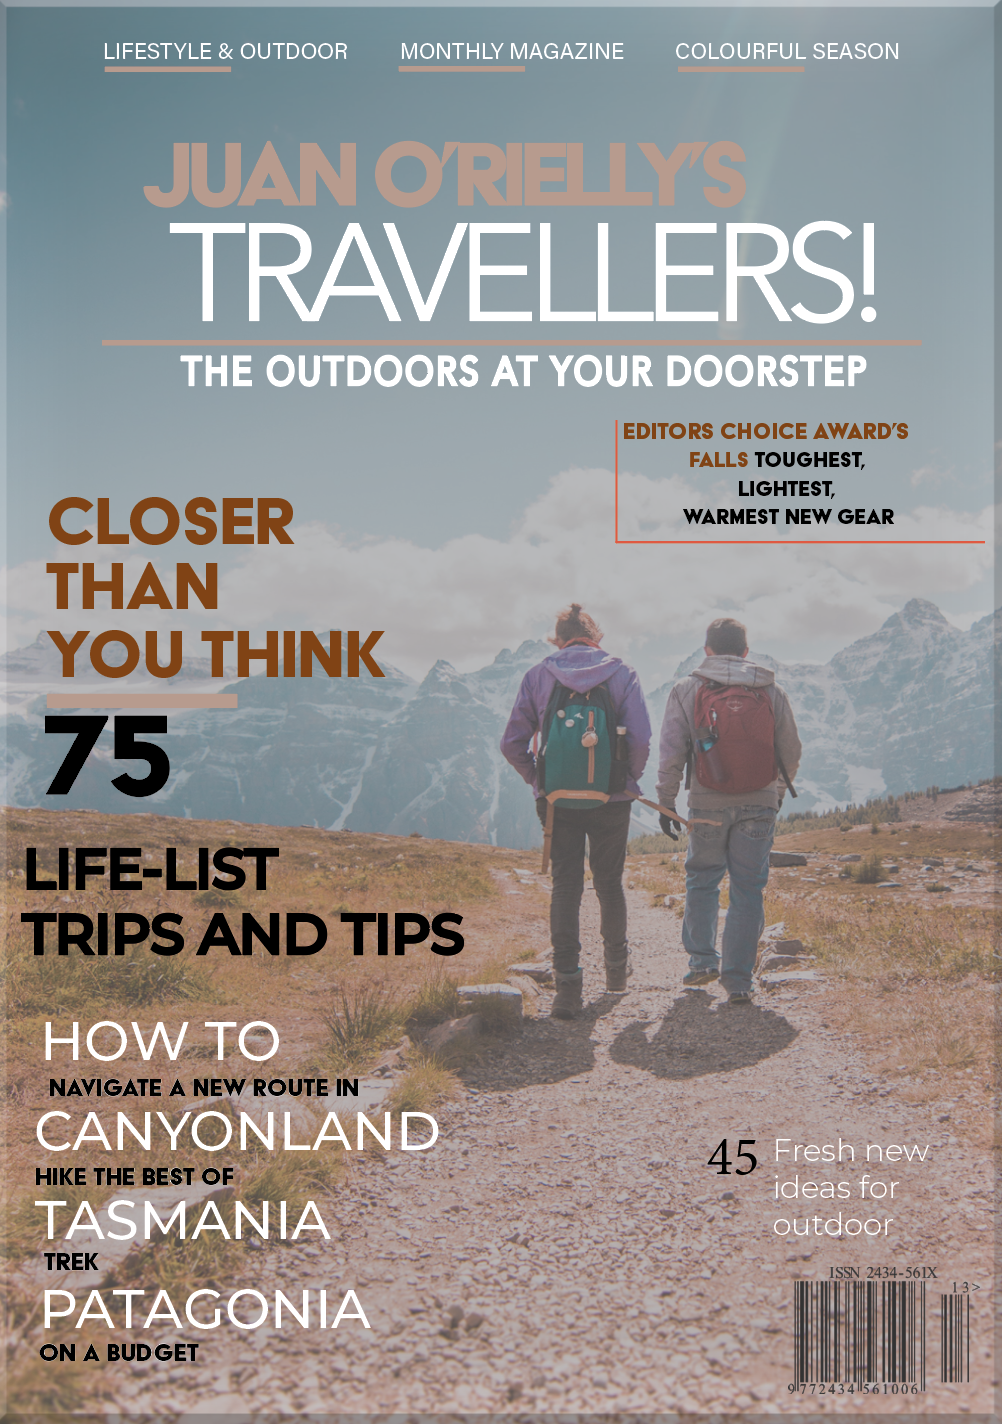 LIFESTYLE & OUTDOOR
MONTHLY MAGAZINE
COLOURFUL SEASON
JUAN O'RIELLY'S
TRAVELLERS!
THE OUTDOORS AT YOUR DOORSTEP
EDITORS CHOICE AWARD'S
FALLS TOUGHEST,
LIGHTEST,
WARMEST NEW GEAR
CLOSER
THAN
YOU THINK
75
LIFE-LIST
TRIPS AND TIPS
HOW TO
NAVIGATE A NEW ROUTE IN
CANYONLAND
HIKE THE BEST OF
TASMANIA
TREK
PATAGONIA
ON A BUDGET
45 Fresh new
ideas for
outdoor
ISSN 2434-561X
13>
9 772434 561006